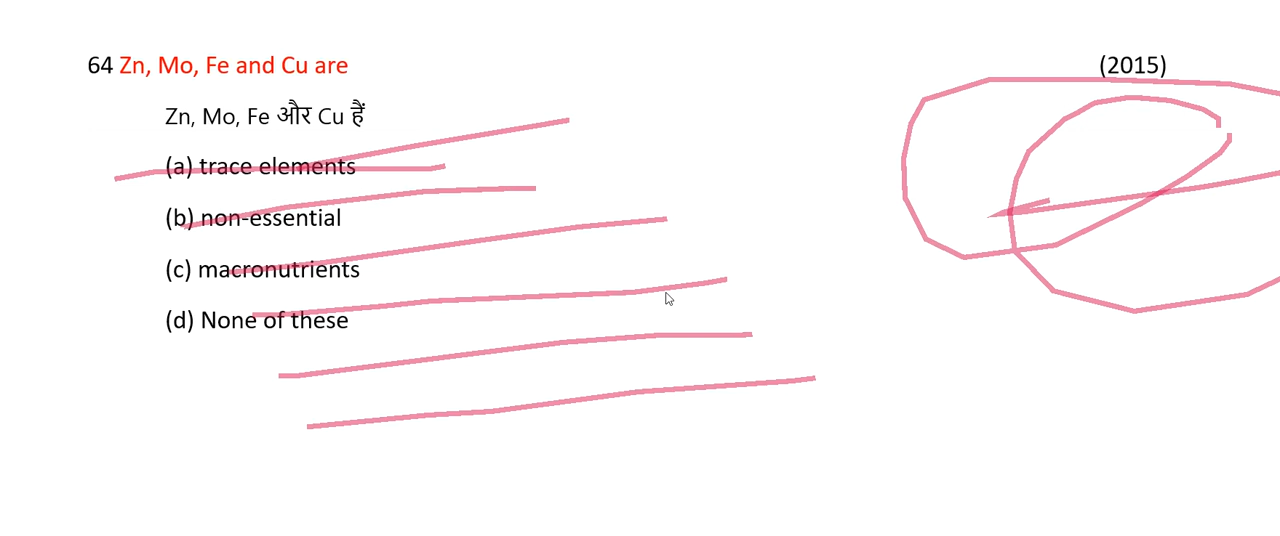 64 Zn, Mo, Fe and Cu are (2015)
Zn, Mo, Fe और Cu हैं
(a) trace elements
(b) non-essential
(c) macronutrients
(d) None of these